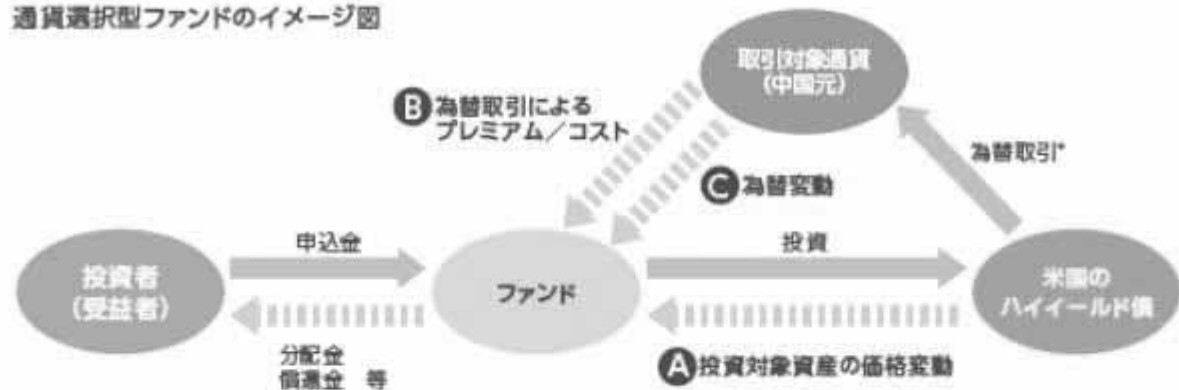 通貨選択型ファンドのイメージ図
取引対象通貨
(中国元)
B 為替取引による
プレミアム／コスト
為替取引*
C 為替変動
申込金
投資
投資者
(受益者)
ファンド
米国の
ハイイールド債
分配金
償還金 等
A 投資対象資産の価格変動